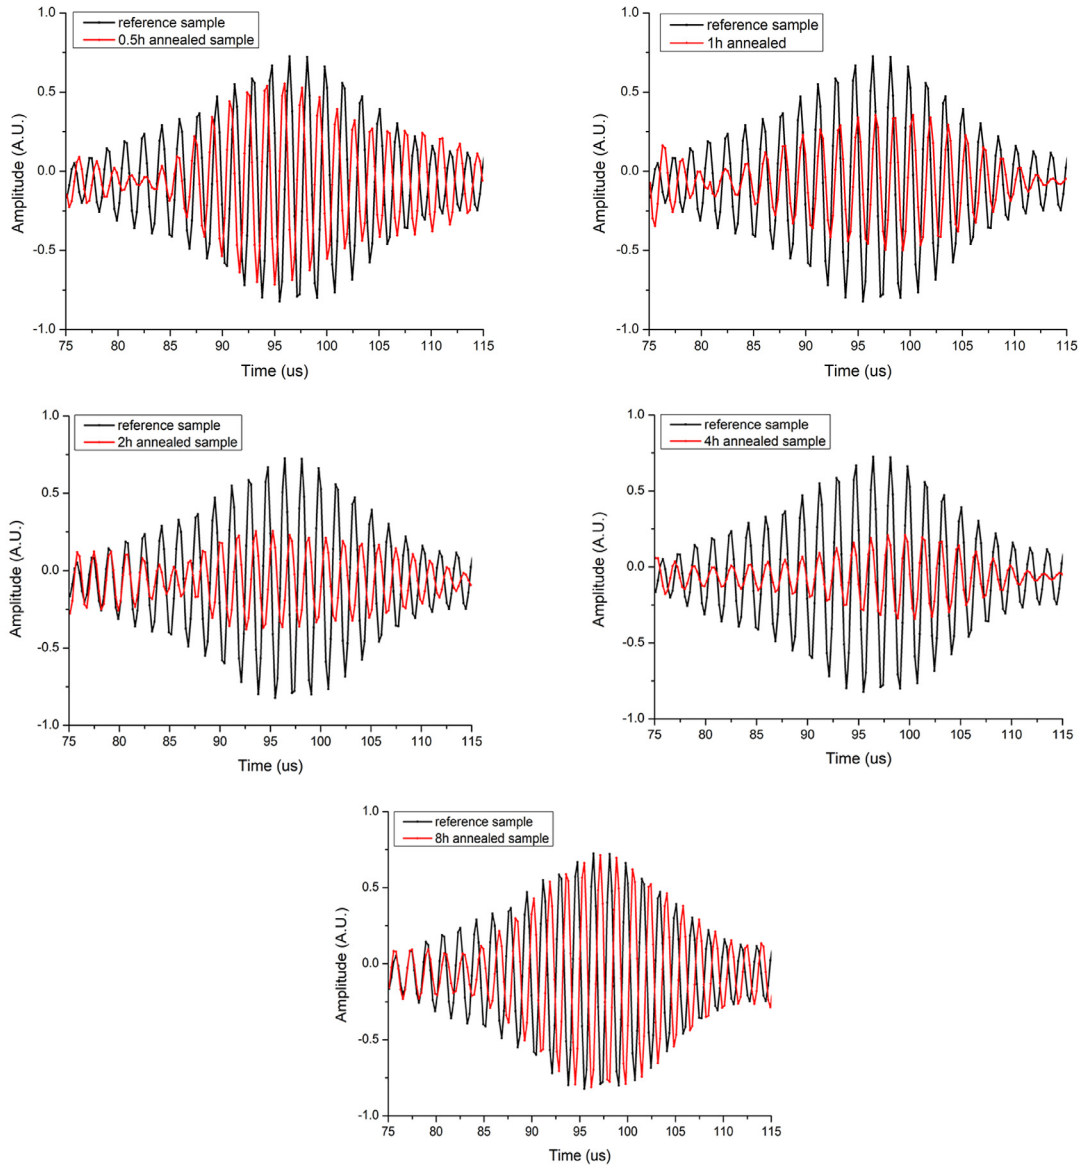 1.0
reference sample
0.5h annealed sample
0.5
0.0
-0.5
-1.0
Amplitude (A.U.)
75 80 85 90 95 100 105 110 115
Time (us)
1.0
reference sample
1h annealed
0.5
0.0
-0.5
-1.0
Amplitude (A.U.)
75 80 85 90 95 100 105 110 115
Time (us)
1.0
reference sample
2h annealed sample
0.5
0.0
-0.5
-1.0
Amplitude (A.U.)
75 80 85 90 95 100 105 110 115
Time (us)
1.0
reference sample
4h annealed sample
0.5
0.0
-0.5
-1.0
Amplitude (A.U.)
75 80 85 90 95 100 105 110 115
Time (us)
1.0
reference sample
8h annealed sample
0.5
0.0
-0.5
-1.0
Amplitude (A.U.)
75 80 85 90 95 100 105 110 115
Time (us)